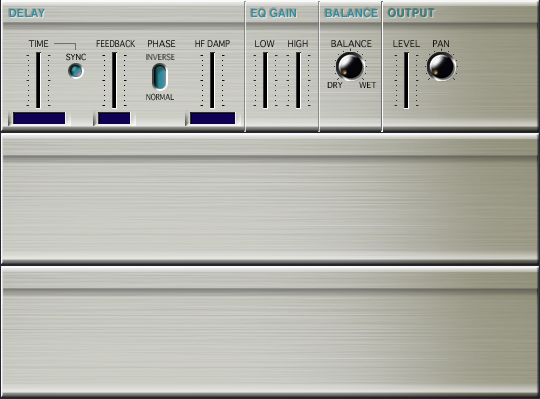 DELAY EQ GAIN BALANCE OUTPUT
TIME FEEDBACK PHASE HF DAMP LOW HIGH BALANCE LEVEL PAN
SYNC INVERSE
DRY WET
NORMAL